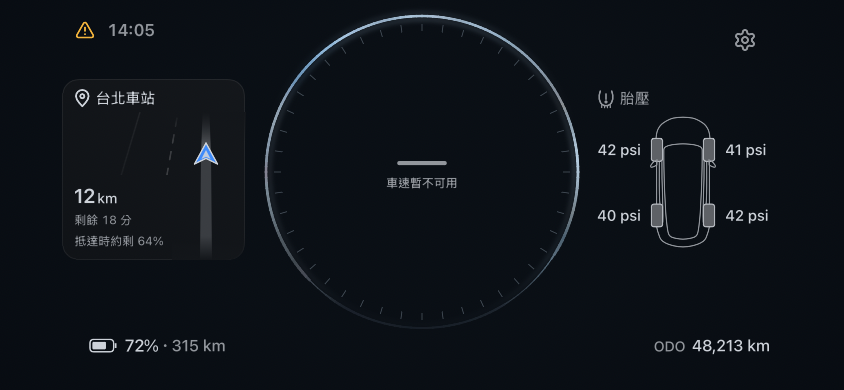 14:05
台北車站
12 km
剩餘 18 分
抵達時約剩 64%
車速暫不可用
胎壓
42 psi
41 psi
40 psi
42 psi
72% · 315 km
ODO 48,213 km